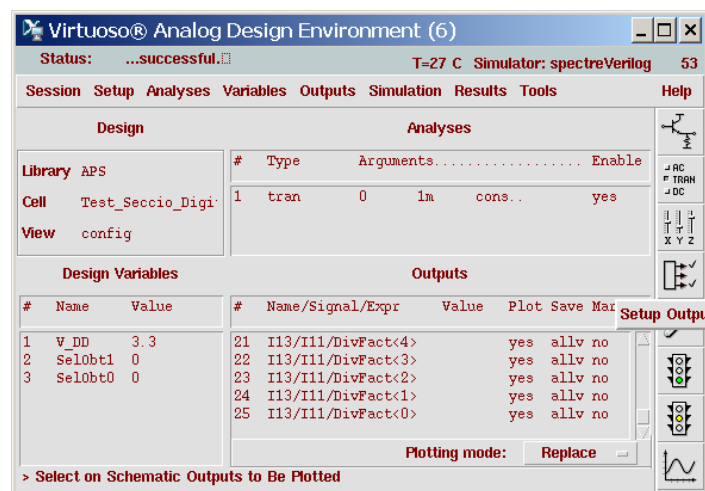 Virtuoso® Analog Design Environment (6)
Status: ...successful. T=27 C Simulator: spectreVerilog 53
Session Setup Analyses Variables Outputs Simulation Results Tools Help
Design Analyses
Library APS
Cell Test_Seccio_Digi
View config
# Type Arguments.................. Enable
1 tran 0 1m cons.. yes
AC
TRAN
DC
X Y Z
Design Variables Outputs
# Name Value # Name/Signal/Expr Value Plot Save Mar
Setup Outpu
1 V_DD 3.3
2 SelObt1 0
3 SelObt0 0
21 I13/I11/DivFact<4> yes allv no
22 I13/I11/DivFact<3> yes allv no
23 I13/I11/DivFact<2> yes allv no
24 I13/I11/DivFact<1> yes allv no
25 I13/I11/DivFact<0> yes allv no
Plotting mode: Replace
> Select on Schematic Outputs to Be Plotted